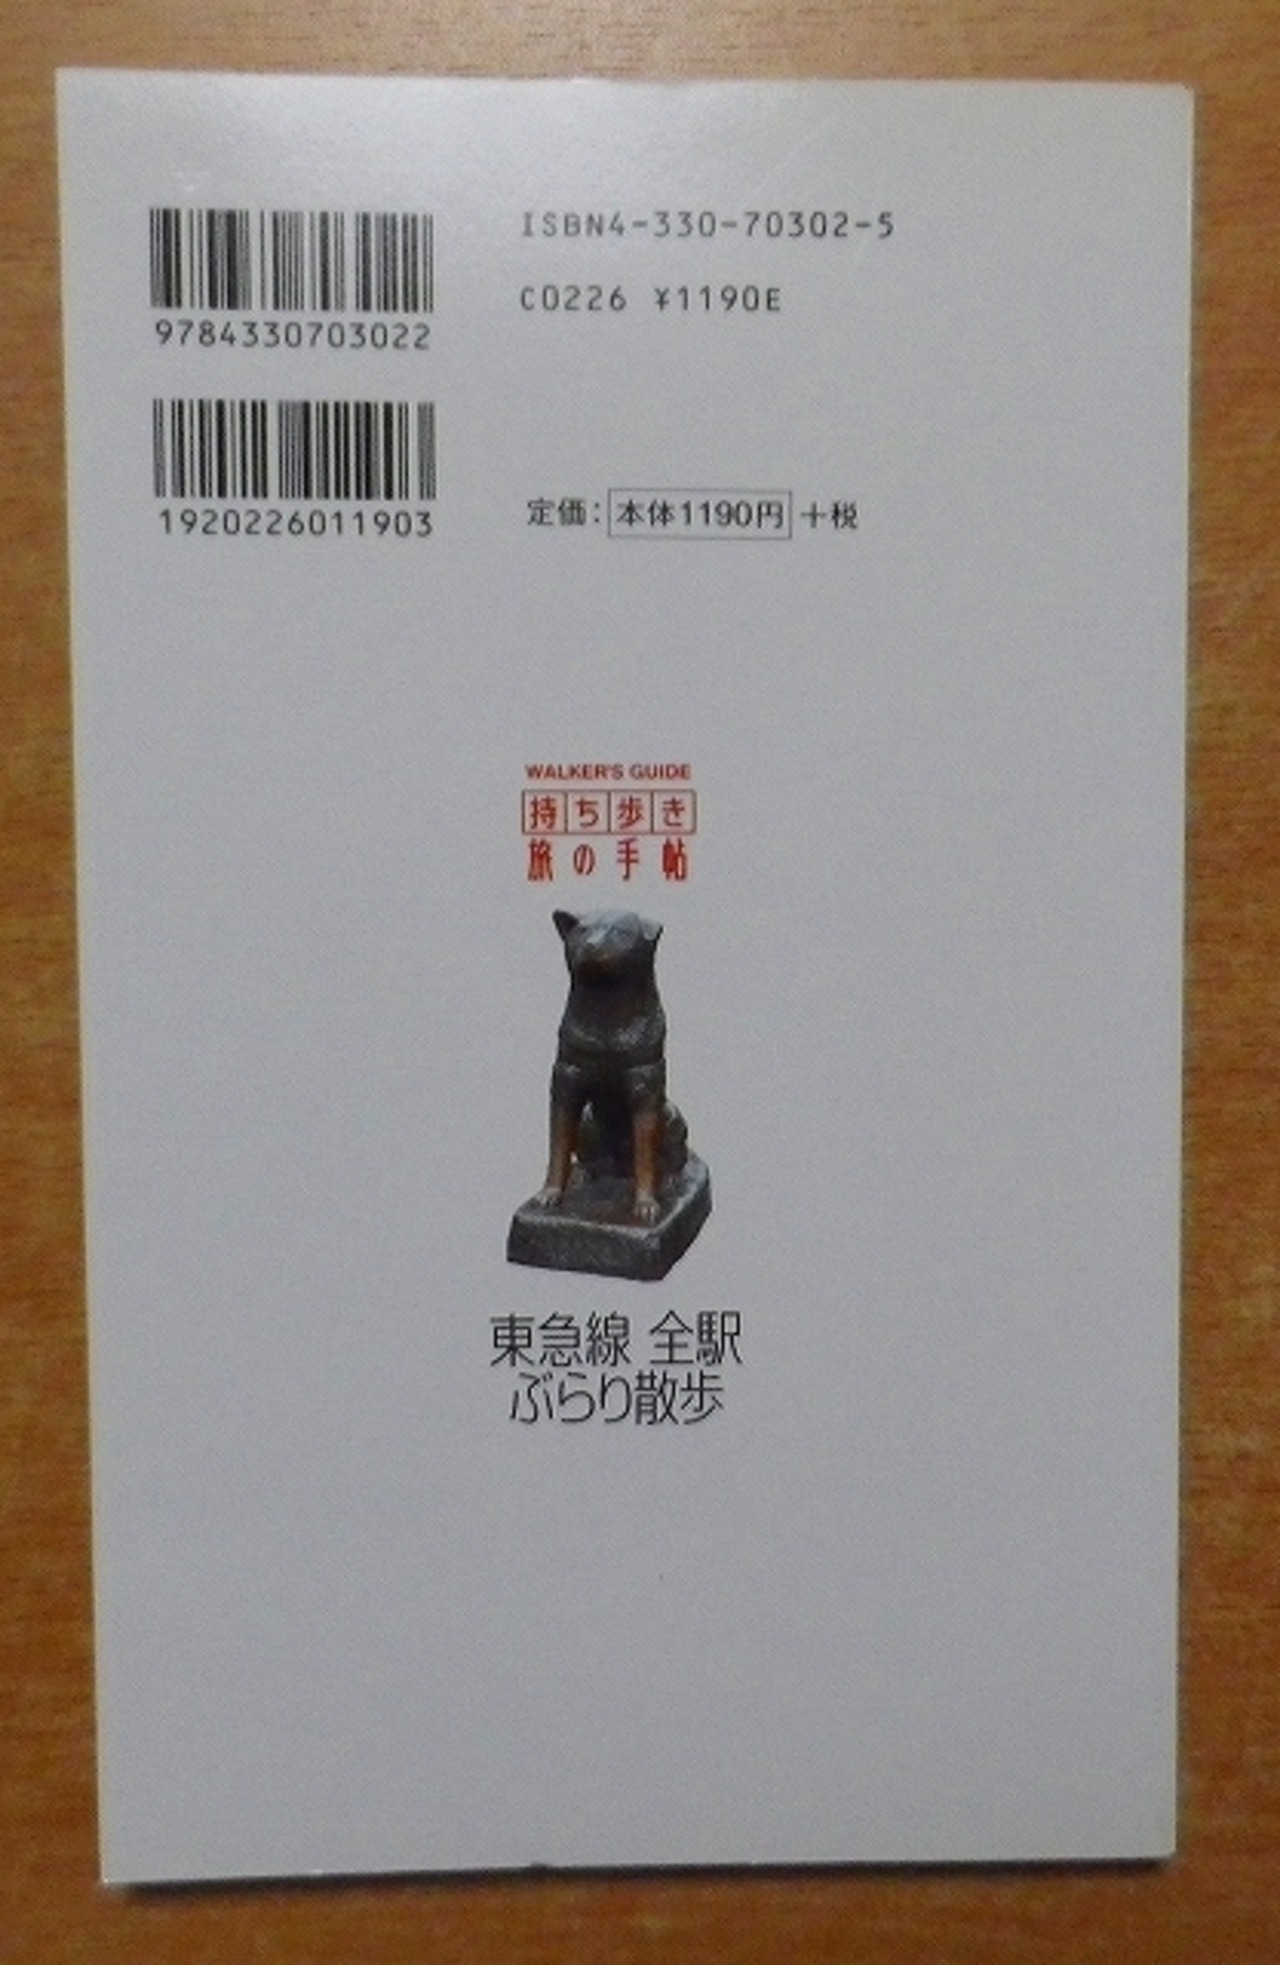 ISBN4-330-70302-5
C0226 ¥1190E
9784330703022
1920226011903
定価:本体1190円+税
WALKER'S GUIDE
持ち歩き
旅の手帖
東急線 全駅
ぶらり散歩